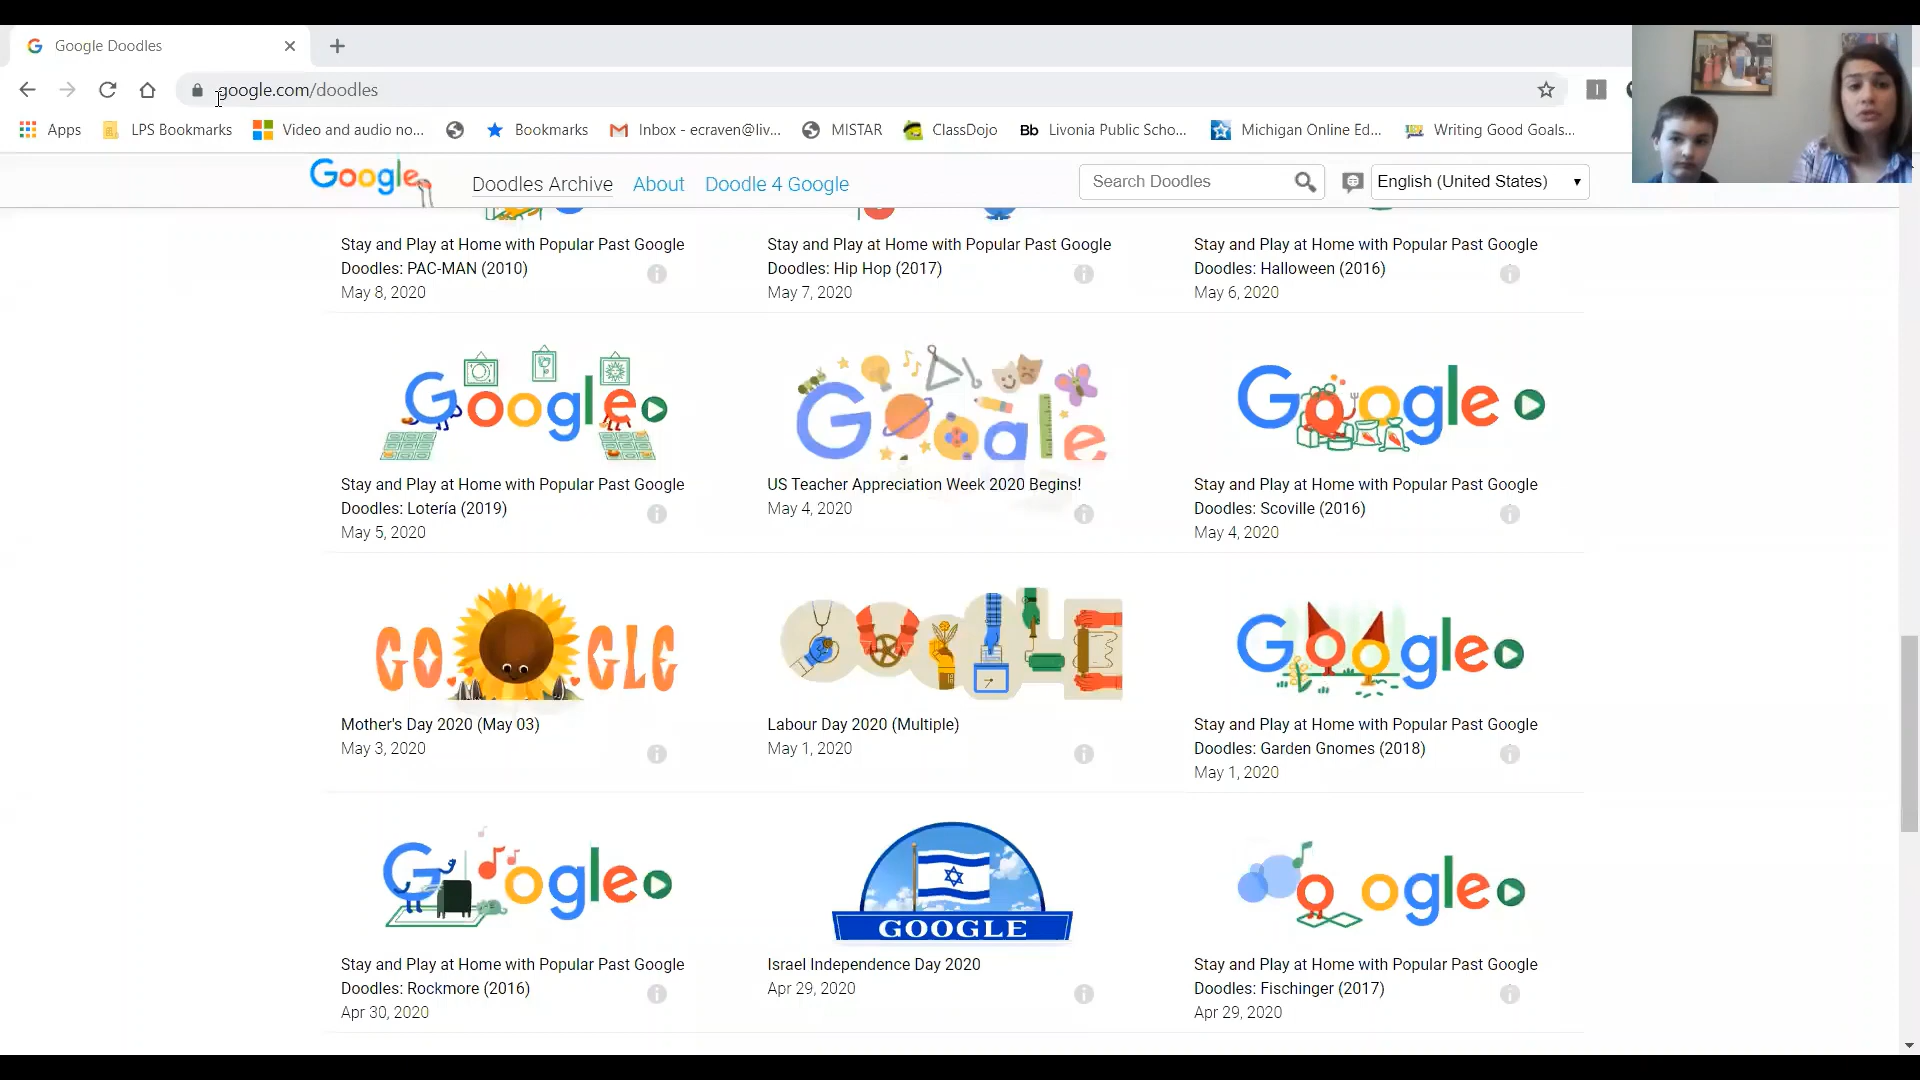 Google Doodles
google.com/doodles
Apps LPS Bookmarks Video and audio no... Bookmarks Inbox - ecraven@liv... MISTAR ClassDojo Bb Livonia Public Scho... Michigan Online Ed... Writing Good Goals...
Google Doodles Archive About Doodle 4 Google Search Doodles English (United States)
Stay and Play at Home with Popular Past Google
Doodles: PAC-MAN (2010)
May 8, 2020
Stay and Play at Home with Popular Past Google
Doodles: Hip Hop (2017)
May 7, 2020
Stay and Play at Home with Popular Past Google
Doodles: Halloween (2016)
May 6, 2020
Google
Stay and Play at Home with Popular Past Google
Doodles: Lotería (2019)
May 5, 2020
Google
US Teacher Appreciation Week 2020 Begins!
May 4, 2020
Google
Stay and Play at Home with Popular Past Google
Doodles: Scoville (2016)
May 4, 2020
GOOGLE
Mother's Day 2020 (May 03)
May 3, 2020
GOOGLE
Labour Day 2020 (Multiple)
May 1, 2020
Google
Stay and Play at Home with Popular Past Google
Doodles: Garden Gnomes (2018)
May 1, 2020
Google
Stay and Play at Home with Popular Past Google
Doodles: Rockmore (2016)
Apr 30, 2020
GOOGLE
Israel Independence Day 2020
Apr 29, 2020
Google
Stay and Play at Home with Popular Past Google
Doodles: Fischinger (2017)
Apr 29, 2020